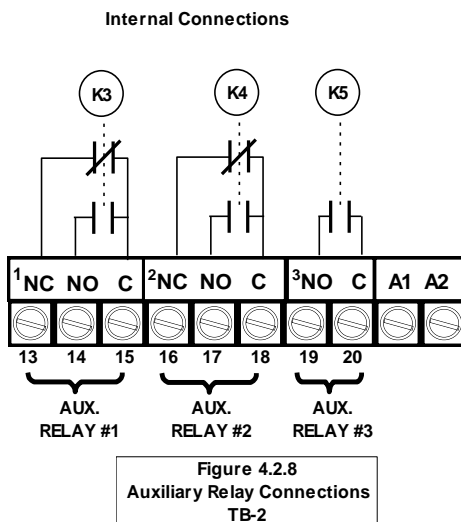 Internal Connections
K3 K4 K5
1NC NO C 2NC NO C 3NO C A1 A2
13 14 15 16 17 18 19 20
AUX. AUX. AUX.
RELAY #1 RELAY #2 RELAY #3
Figure 4.2.8
Auxiliary Relay Connections
TB-2